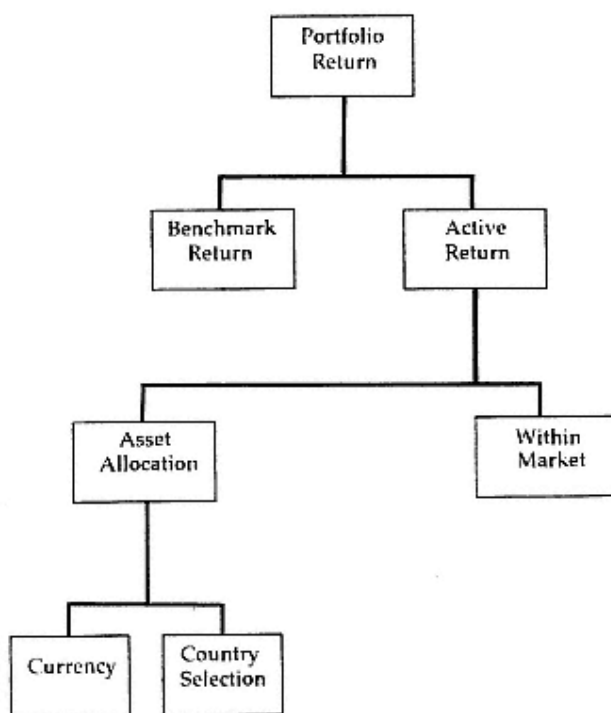 Portfolio
Return
Benchmark
Return
Active
Return
Asset
Allocation
Within
Market
Currency
Country
Selection